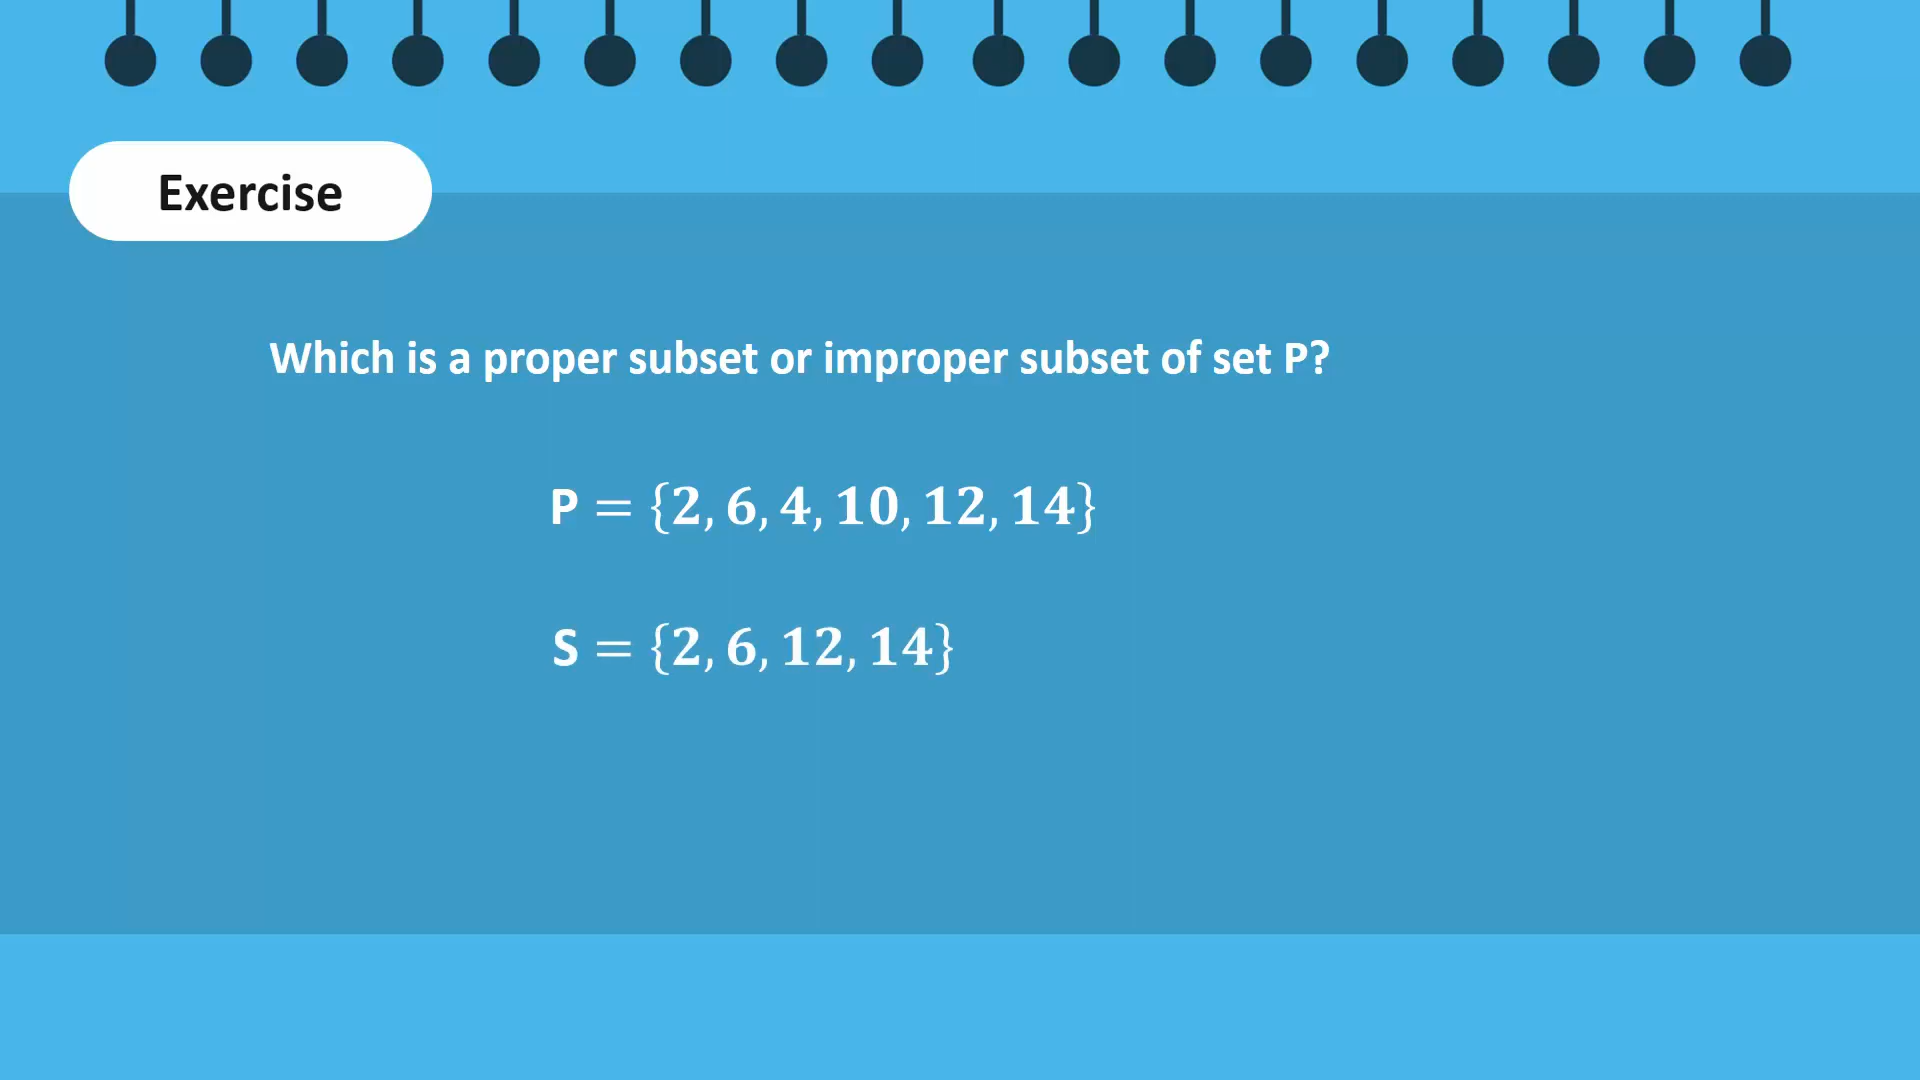 Exercise
Which is a proper subset or improper subset of set P?
P = {2, 6, 4, 10, 12, 14}
S = {2, 6, 12, 14}